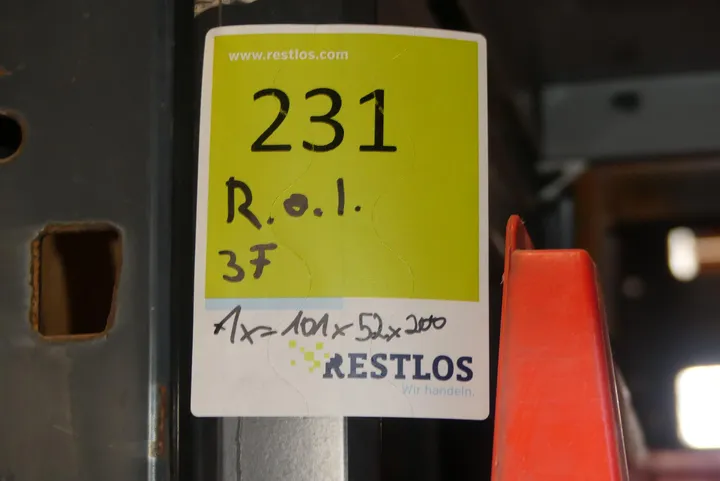 www.restlos.com
231
R.o.l.
3F
1x=101x52x200
RESTLOS
Wir handeln.